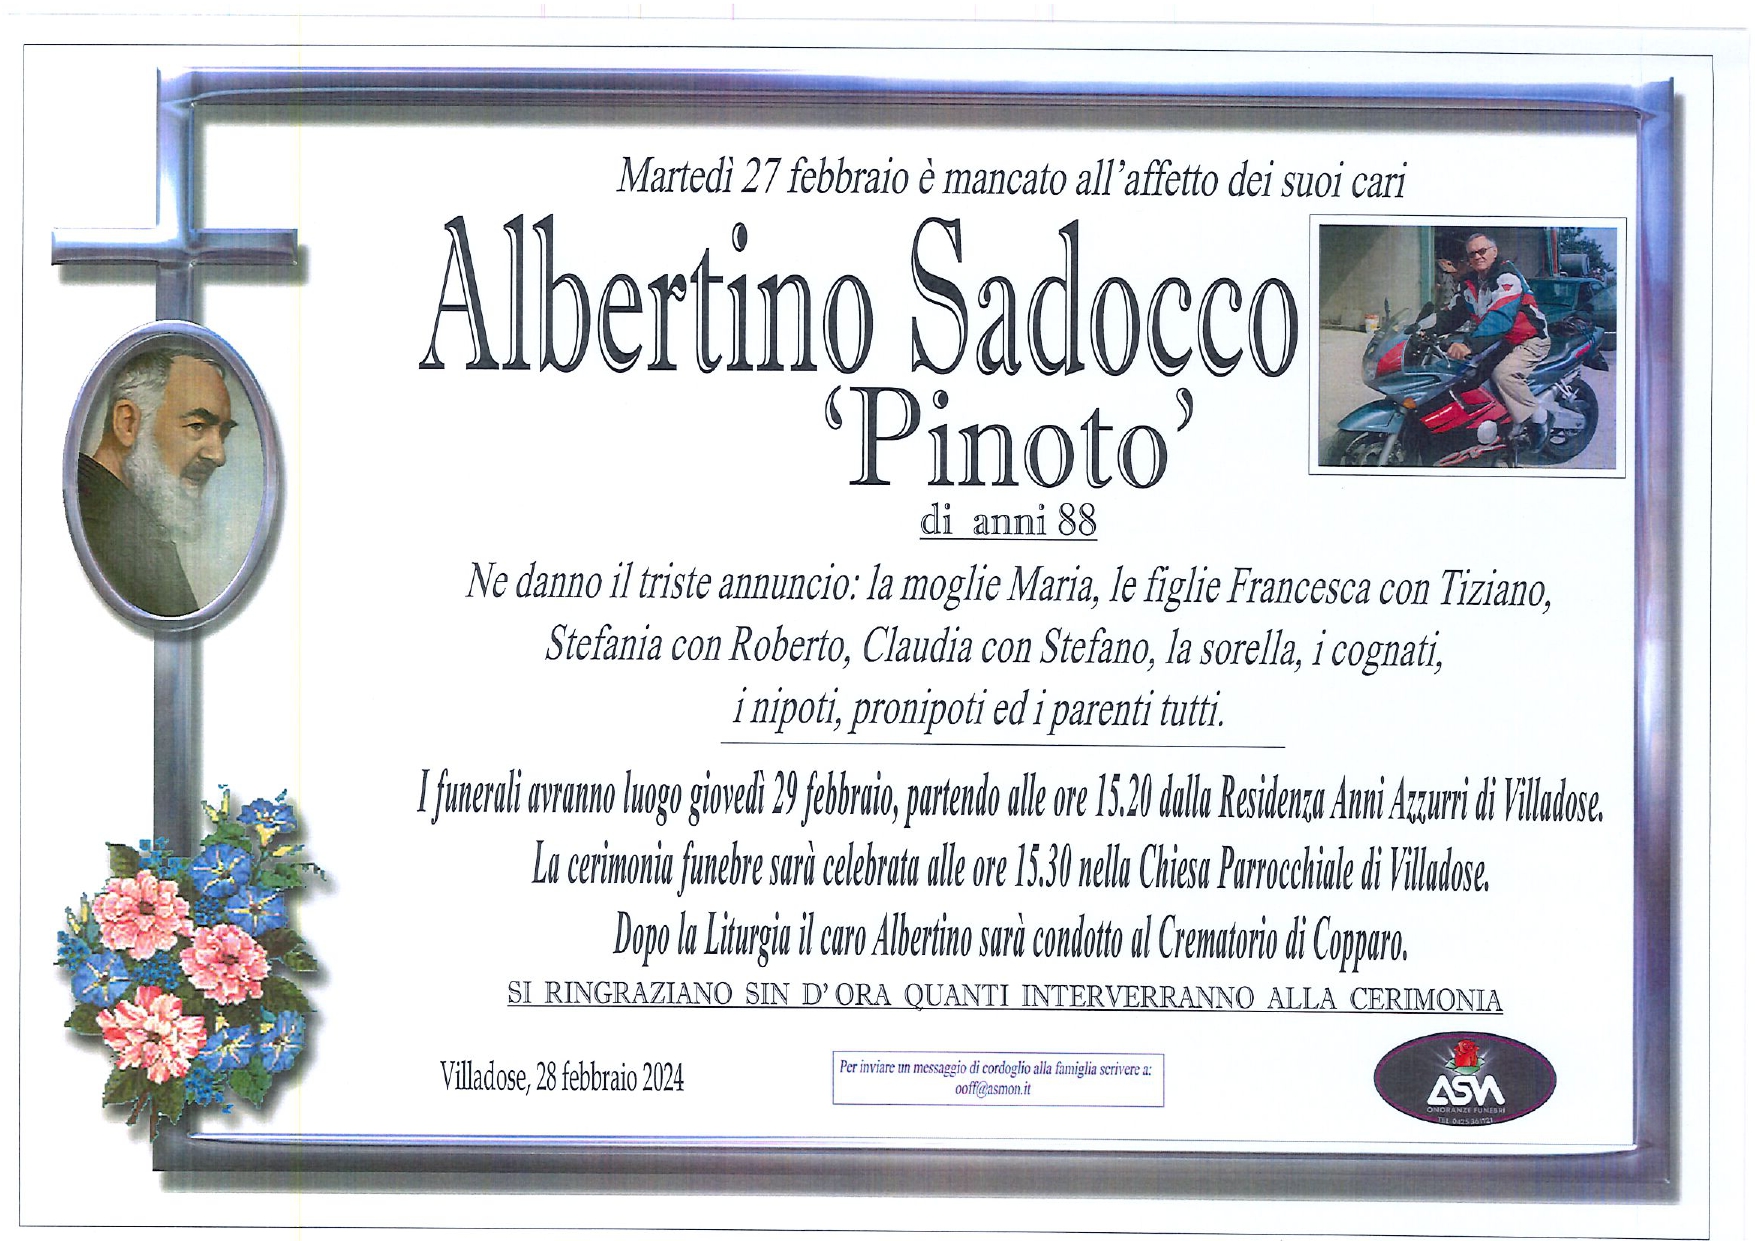 Martedì 27 febbraio è mancato all'affetto dei suoi cari
Albertino Sadocco
'Pinoto'
di anni 88
Ne danno il triste annuncio: la moglie Maria, le figlie Francesca con Tiziano,
Stefania con Roberto, Claudia con Stefano, la sorella, i cognati,
i nipoti, pronipoti ed i parenti tutti.
I funerali avranno luogo giovedì 29 febbraio, partendo alle ore 15.20 dalla Residenza Anni Azzurri di Villadose.
La cerimonia funebre sarà celebrata alle ore 15.30 nella Chiesa Parrocchiale di Villadose.
Dopo la Liturgia il caro Albertino sarà condotto al Crematorio di Copparo.
SI RINGRAZIANO SIN D'ORA QUANTI INTERVERRANNO ALLA CERIMONIA
Villadose, 28 febbraio 2024
Per inviare un messaggio di cordoglio alla famiglia scrivere a:
ooff@asmon.it
ASM
ONORANZE FUNEBRI